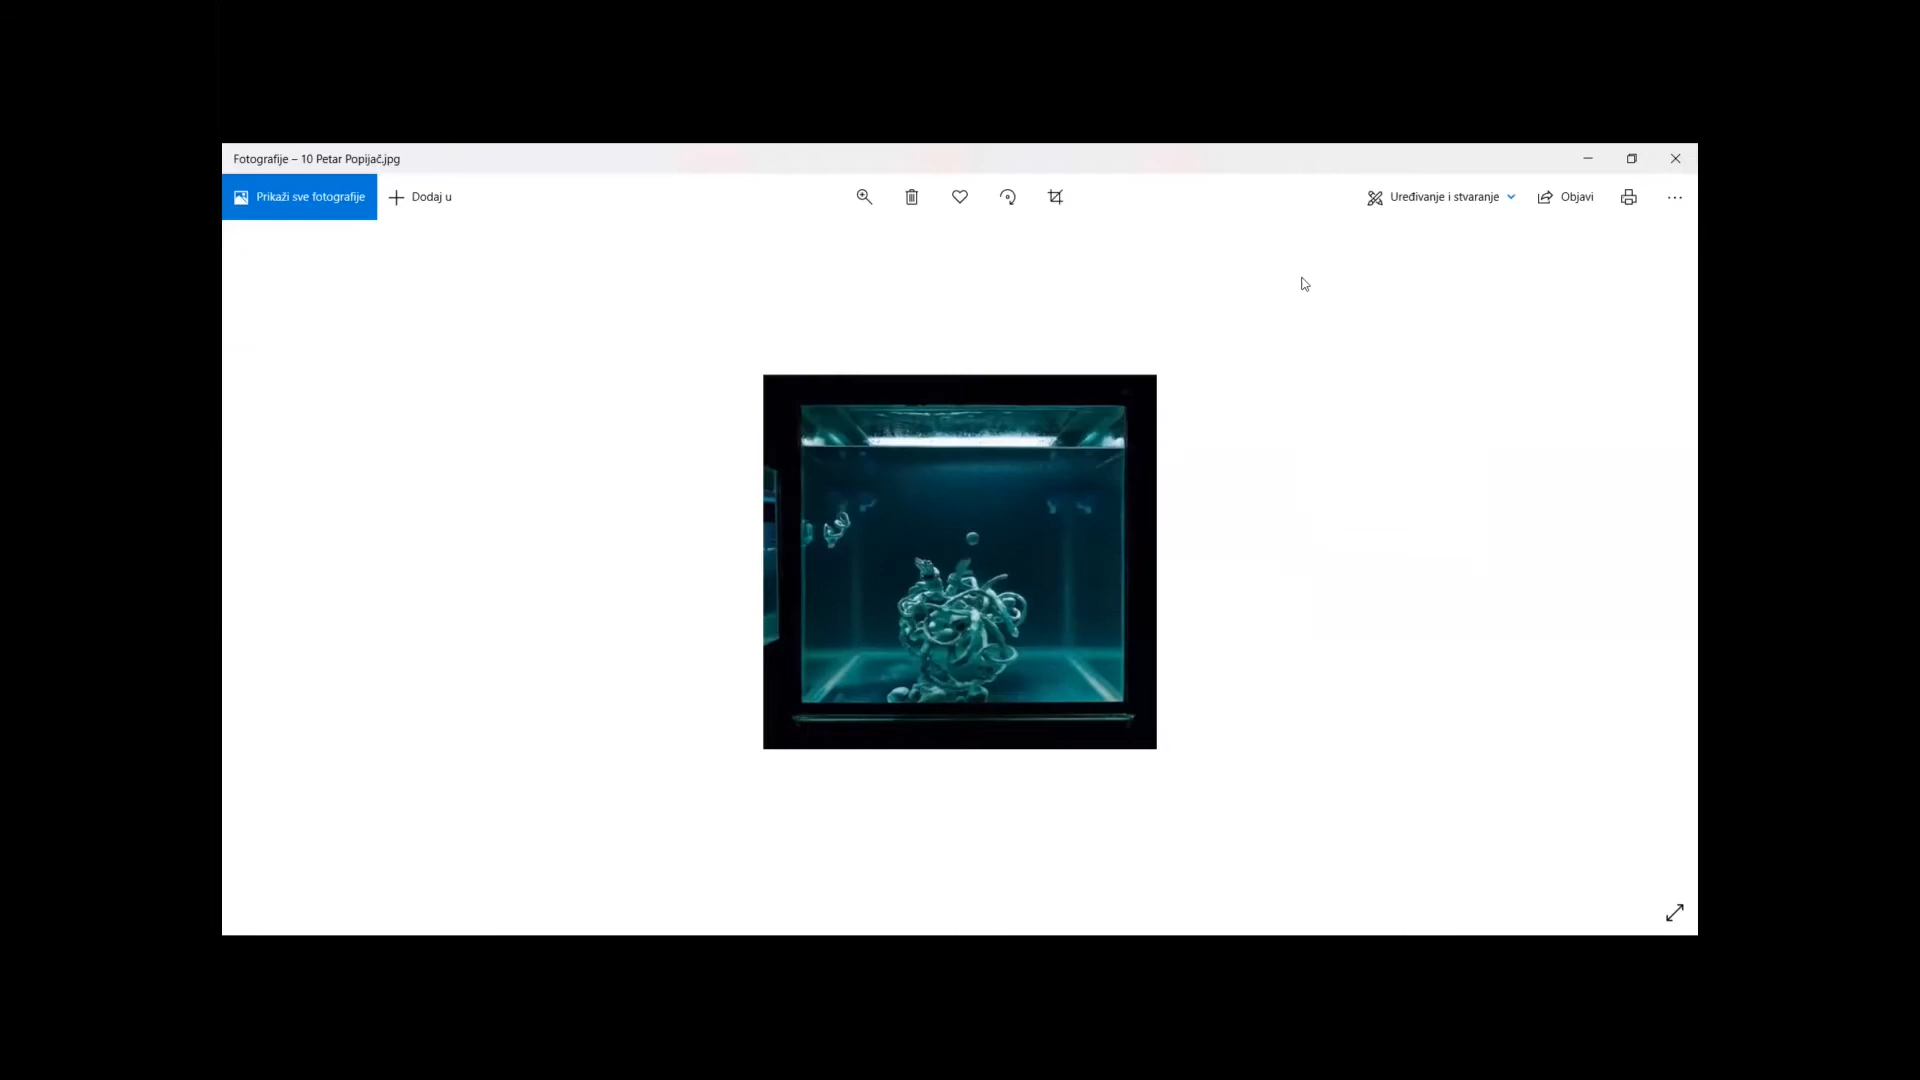 Fotografije – 10 Petar Popijač.jpg
Prikaži sve fotografije
Dodaj u
Uređivanje i stvaranje
Objavi